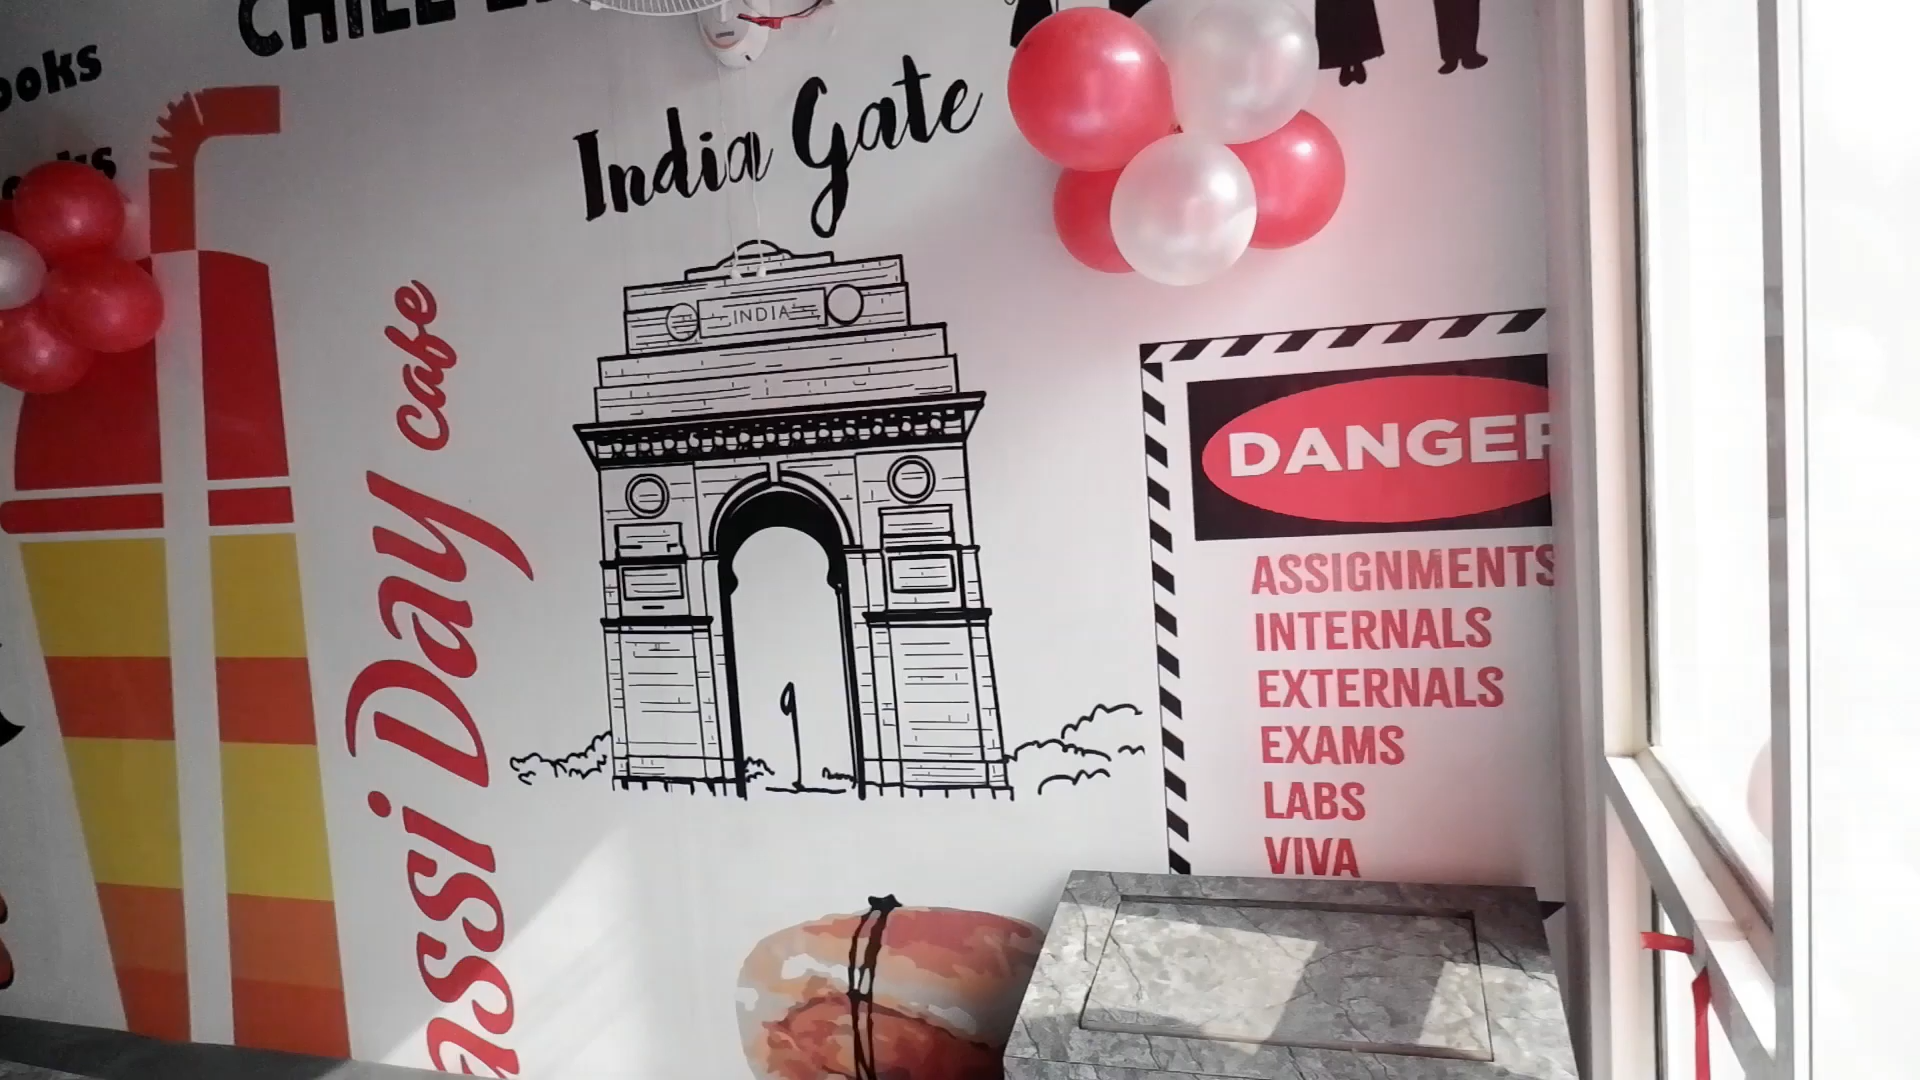 India Gate
INDIA
Day cafe
DANGER
ASSIGNMENTS
INTERNALS
EXTERNALS
EXAMS
LABS
VIVA